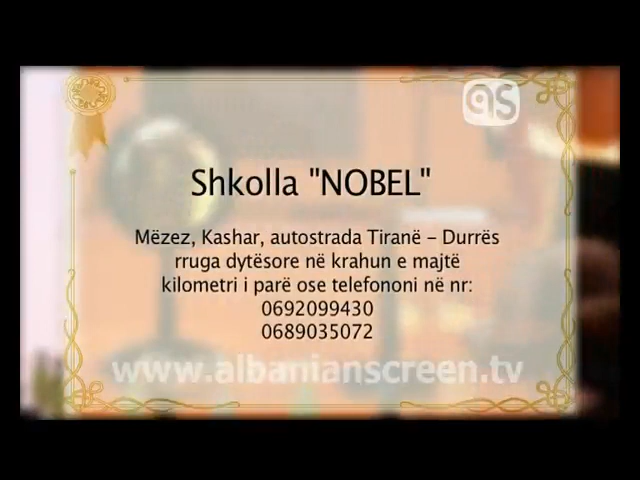 as
Shkolla "NOBEL"
Mëzez, Kashar, autostrada Tiranë – Durrës
rruga dytësore në krahun e majtë
kilometri i parë ose telefononi në nr:
0692099430
0689035072
www.albanianscreen.tv